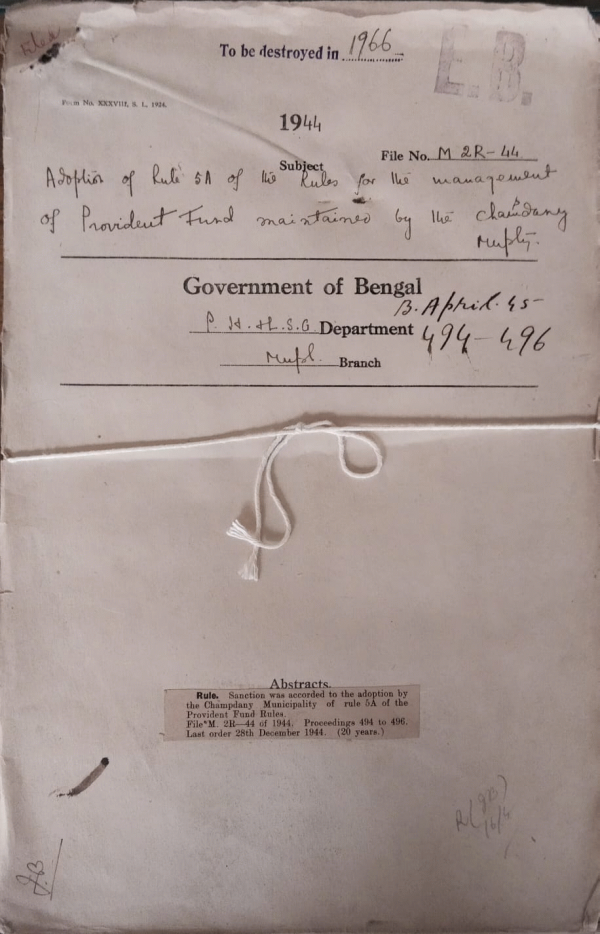 To be destroyed in 1966
E.B.
Form No. XXXVIII, S. I., 1924.
1944
File No. M 2R-44
Subject
Adoption of Rule 5A of the Rules for the management
of Provident Fund maintained by the Champdany
Muplty.
Government of Bengal
B. April. 45
P. H. & L. S. G. Department
494-496
Mupl. Branch
Abstracts.
Rule. Sanction was accorded to the adoption by
the Champdany Municipality of rule 5A of the
Provident Fund Rules.
File M. 2R—44 of 1944. Proceedings 494 to 496.
Last order 28th December 1944. (20 years.)